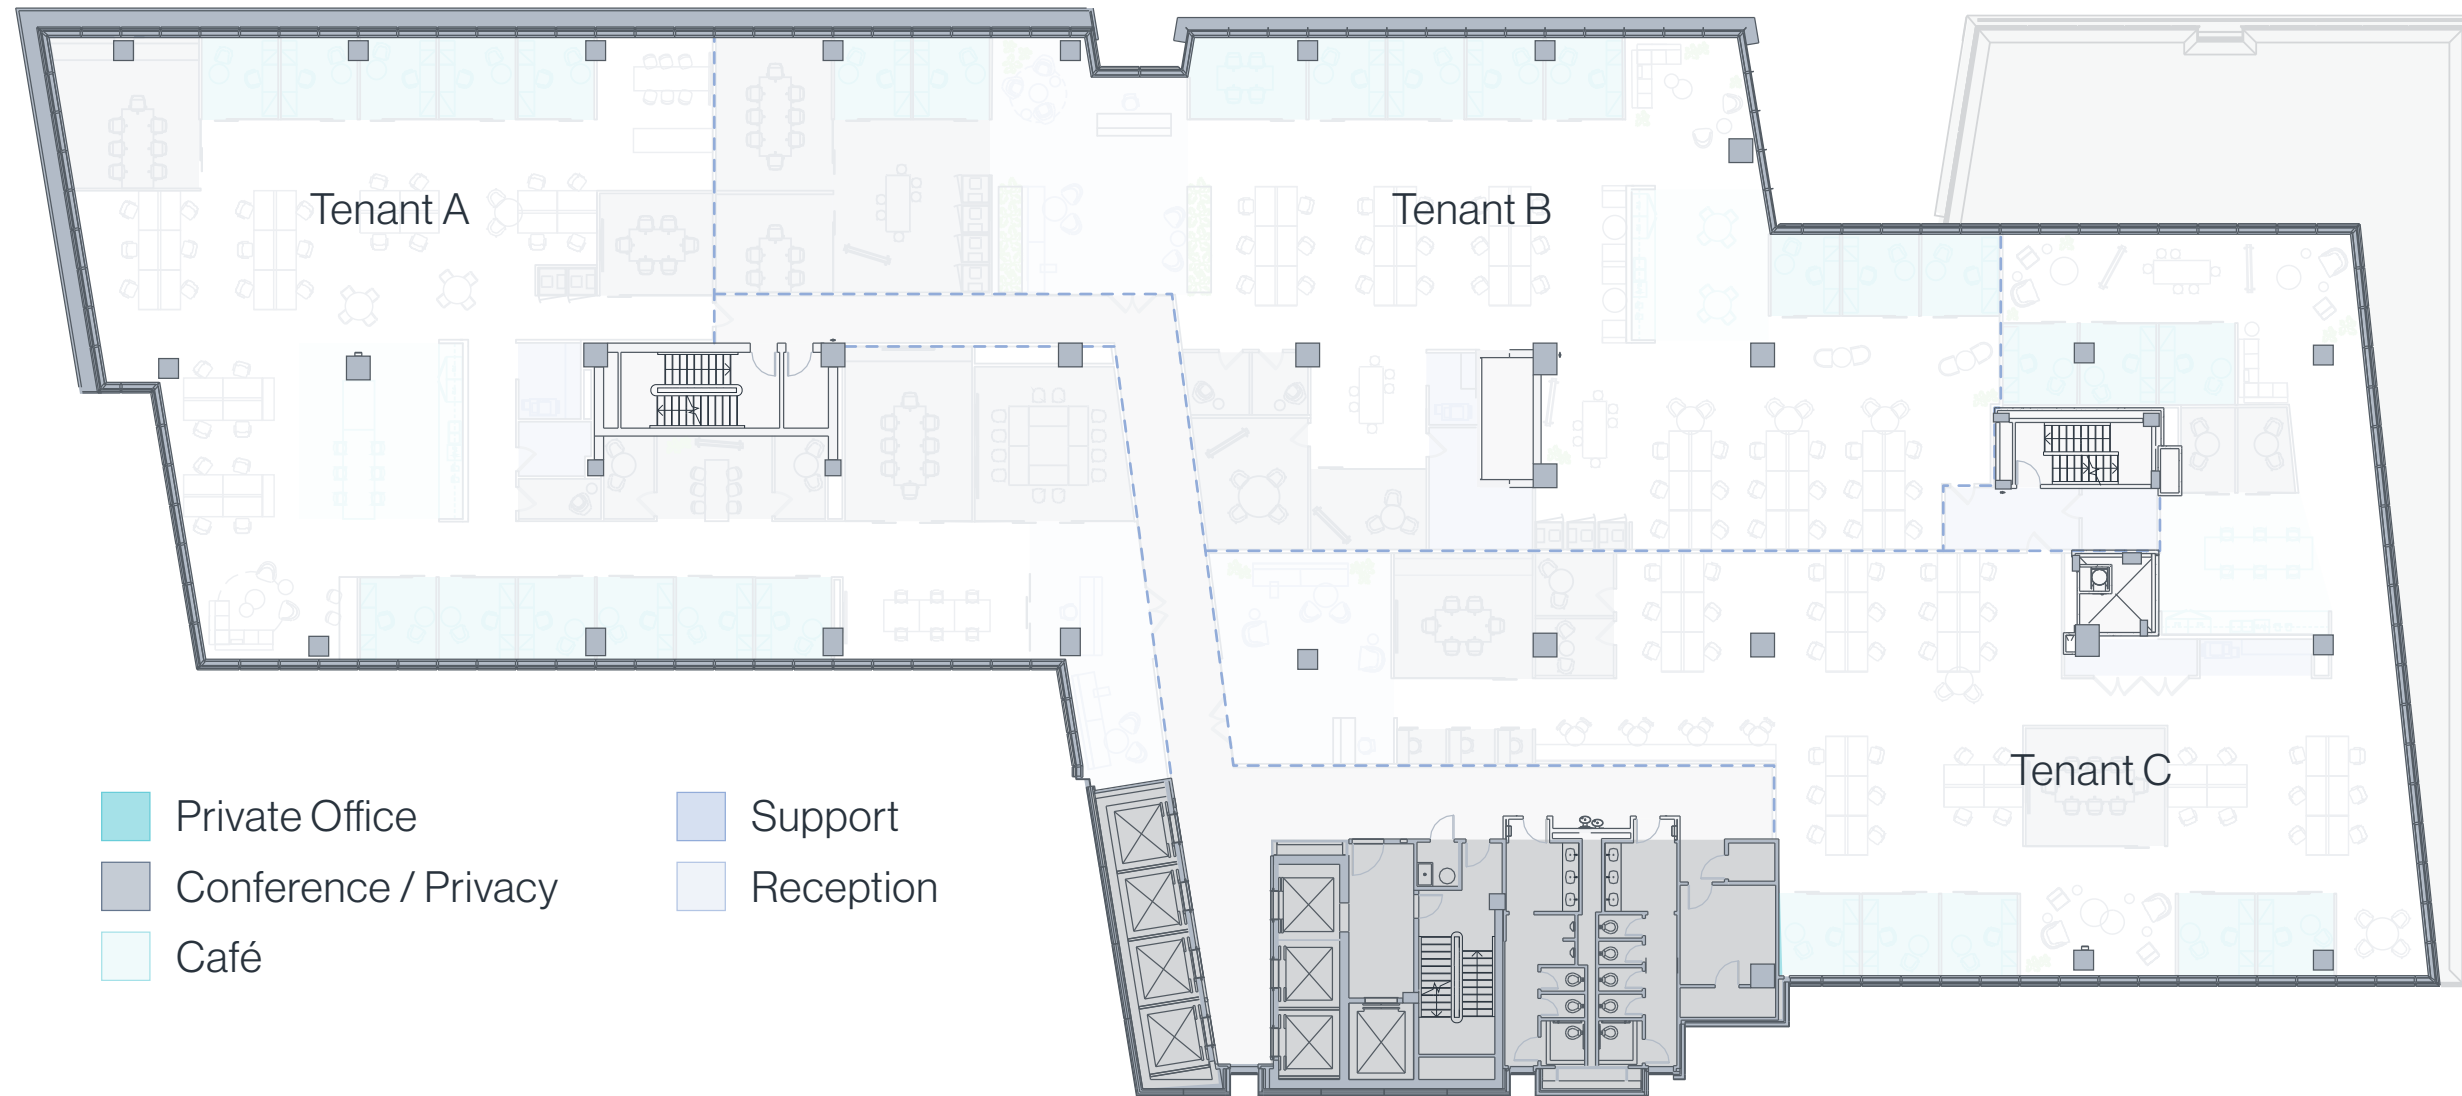 Tenant A
Tenant B
Tenant C
Private Office
Conference / Privacy
Café
Support
Reception